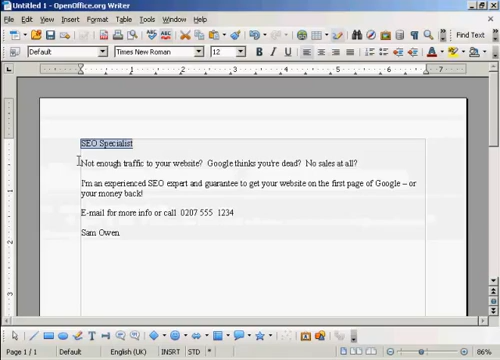 Untitled 1 - OpenOffice.org Writer
File Edit View Insert Format Table Tools Window Help
Find Text
Default Times New Roman 12
SEO Specialist
Not enough traffic to your website? Google thinks you're dead? No sales at all?
I'm an experienced SEO expert and guarantee to get your website on the first page of Google – or
your money back!
E-mail for more info or call 0207 555 1234
Sam Owen
Page 1 / 1 Default English (UK) INSRT STD * 86%